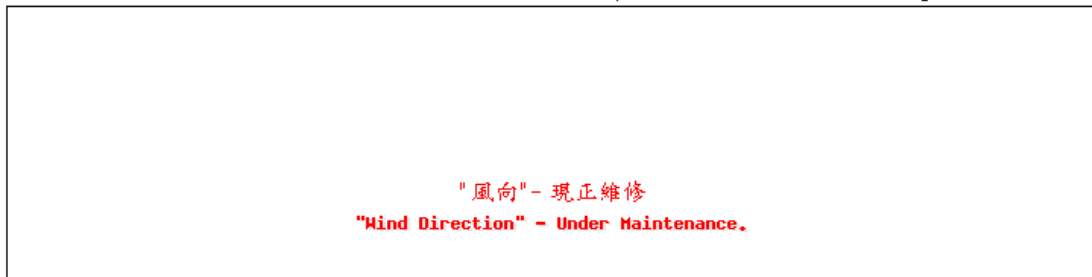 "風向"- 現正維修
"Wind Direction" - Under Maintenance.